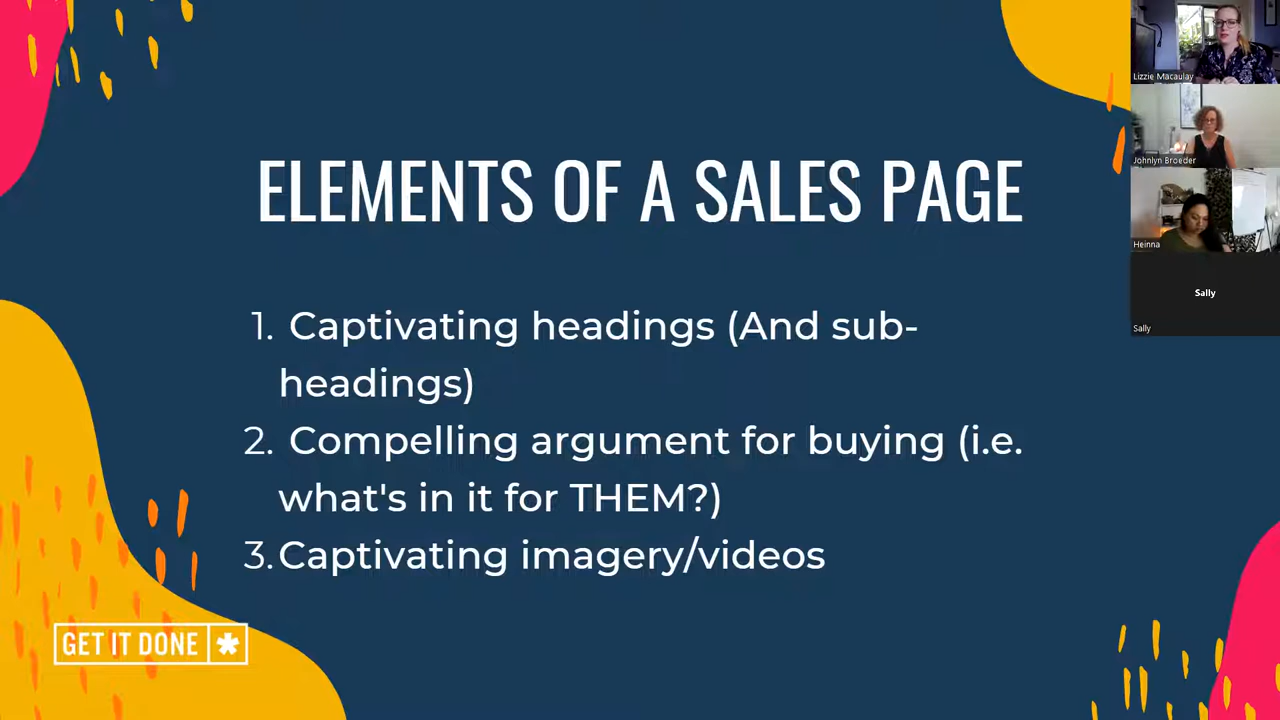 ELEMENTS OF A SALES PAGE
1. Captivating headings (And sub-
headings)
2. Compelling argument for buying (i.e.
what's in it for THEM?)
3. Captivating imagery/videos
GET IT DONE *
Lizzie Macaulay
Johnlyn Broeder
Heinna
Sally
Sally